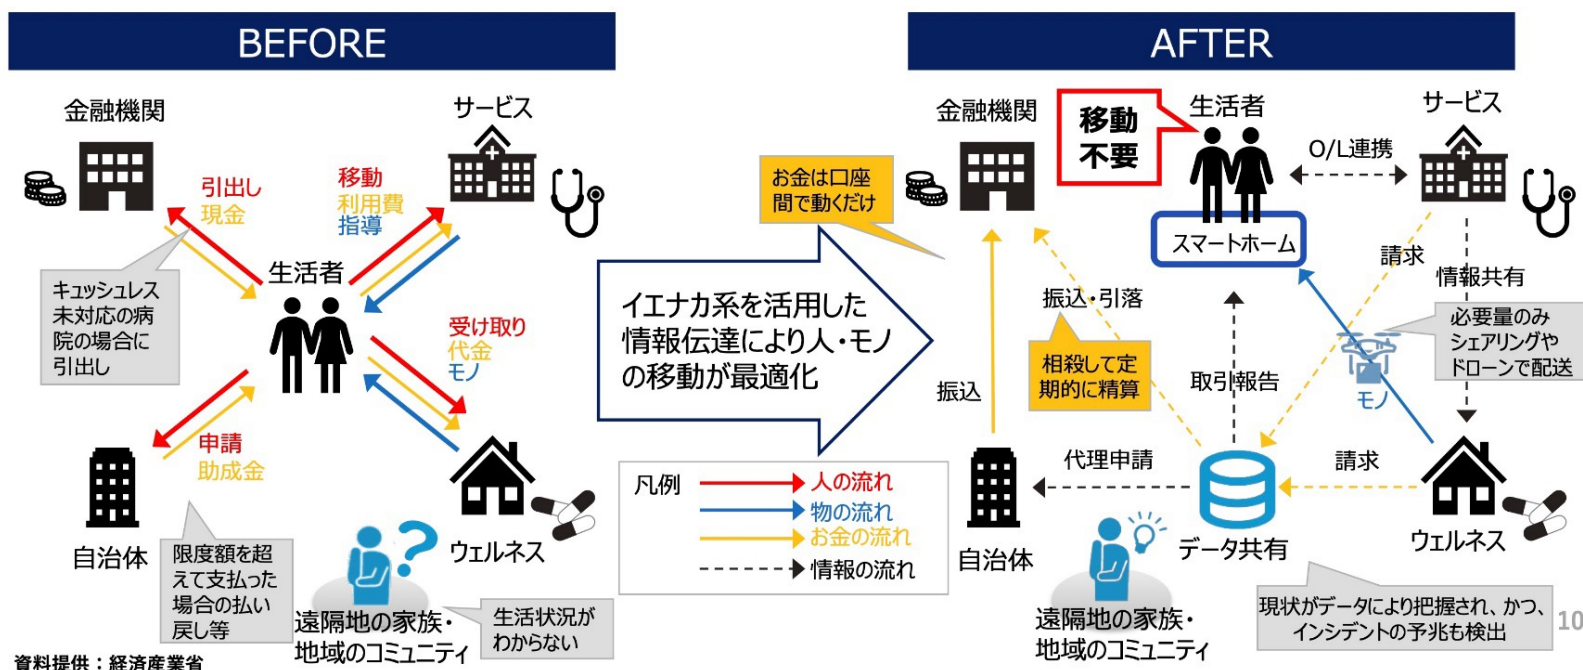 BEFORE
金融機関
サービス
引出し
現金
移動
利用費
指導
キュッシュレス
未対応の病
院の場合に
引出し
生活者
受け取り
代金
モノ
申請
助成金
自治体
ウェルネス
限度額を超
えて支払った
場合の払い
戻し等
遠隔地の家族・
地域のコミュニティ
生活状況が
わからない
資料提供：経済産業省
イエナカ系を活用した
情報伝達により人・モノ
の移動が最適化
凡例
人の流れ
物の流れ
お金の流れ
情報の流れ
AFTER
金融機関
お金は口座
間で動くだけ
移動
不要
生活者
サービス
O/L連携
スマートホーム
請求
情報共有
振込・引落
必要量のみ
シェアリングや
ドローンで配送
相殺して定
期的に精算
取引報告
モノ
振込
代理申請
請求
自治体
データ共有
ウェルネス
遠隔地の家族・
地域のコミュニティ
現状がデータにより把握され、かつ、
インシデントの予兆も検出
10